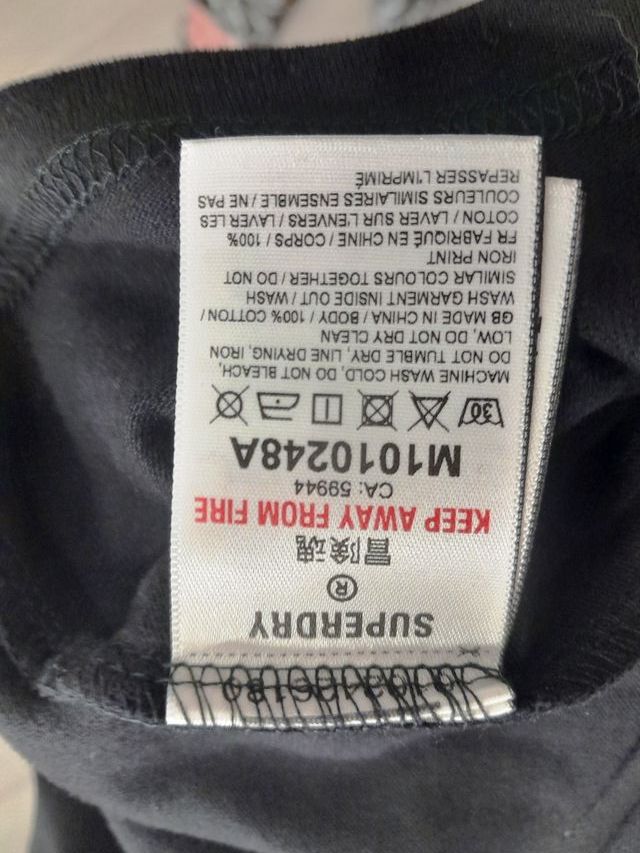 SUPERDRY
®
冒険魂
KEEP AWAY FROM FIRE
CA: 59944
M1010248A
30
MACHINE WASH COLD, DO NOT BLEACH,
DO NOT TUMBLE DRY, LINE DRYING, IRON
LOW, DO NOT DRY CLEAN
GB MADE IN CHINA / BODY / 100% COTTON /
WASH GARMENT INSIDE OUT / WASH
SIMILAR COLOURS TOGETHER / DO NOT
IRON PRINT
FR FABRIQUÉ EN CHINE / CORPS / 100%
COTON / LAVER SUR L'ENVERS / LAVER LES
COULEURS SIMILAIRES ENSEMBLE / NE PAS
REPASSER L'IMPRIMÉ